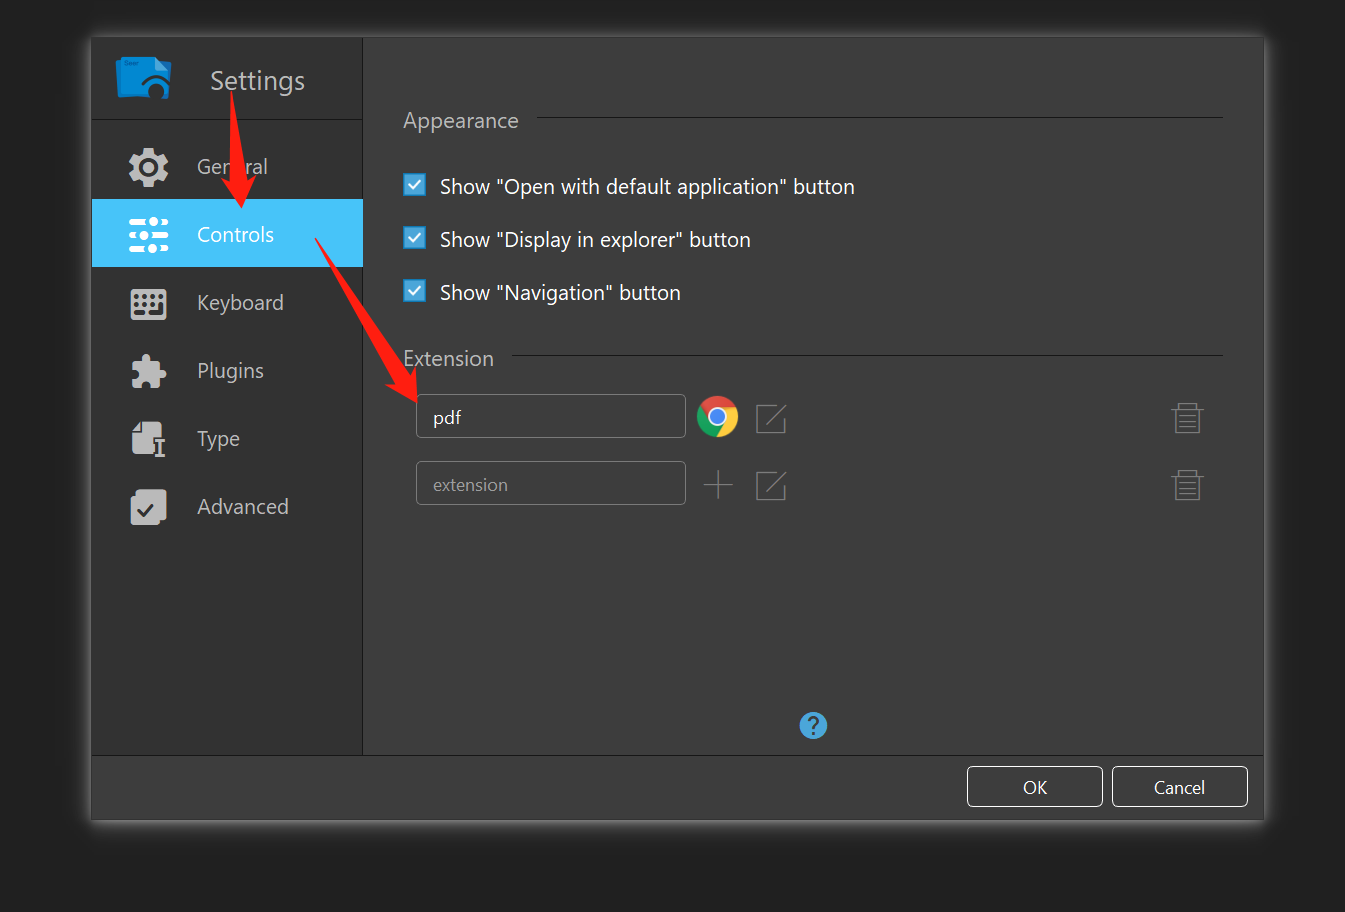 Settings
General
Controls
Keyboard
Plugins
Type
Advanced
Appearance
Show "Open with default application" button
Show "Display in explorer" button
Show "Navigation" button
Extension
pdf
extension
?
OK
Cancel